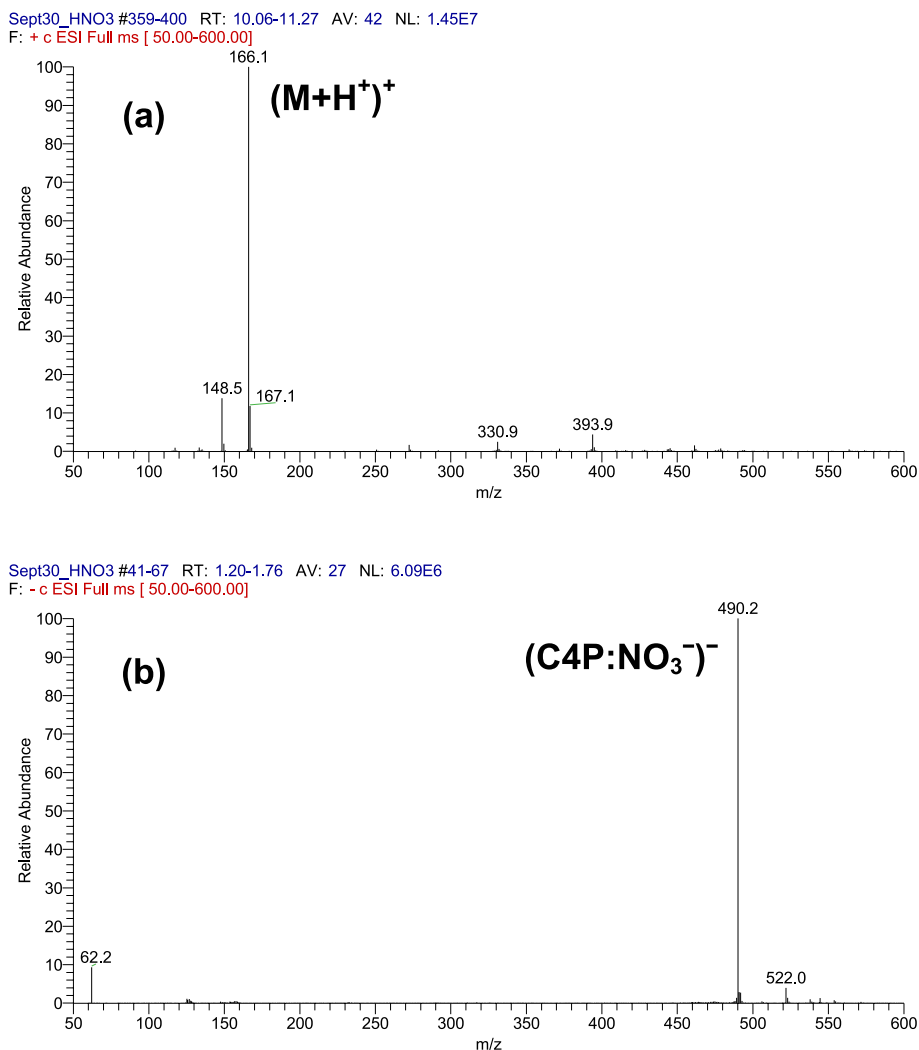 Sept30_HNO3 #359-400 RT: 10.06-11.27 AV: 42 NL: 1.45E7
F: + c ESI Full ms [ 50.00-600.00]
166.1
100
90
80
70
60
50
40
30
20
10
0
Relative Abundance
(a)
(M+H⁺)⁺
148.5
167.1
330.9
393.9
50 100 150 200 250 300 350 400 450 500 550 600
m/z
Sept30_HNO3 #41-67 RT: 1.20-1.76 AV: 27 NL: 6.09E6
F: - c ESI Full ms [ 50.00-600.00]
490.2
100
90
80
70
60
50
40
30
20
10
0
Relative Abundance
(b)
(C4P:NO₃⁻)⁻
62.2
522.0
50 100 150 200 250 300 350 400 450 500 550 600
m/z